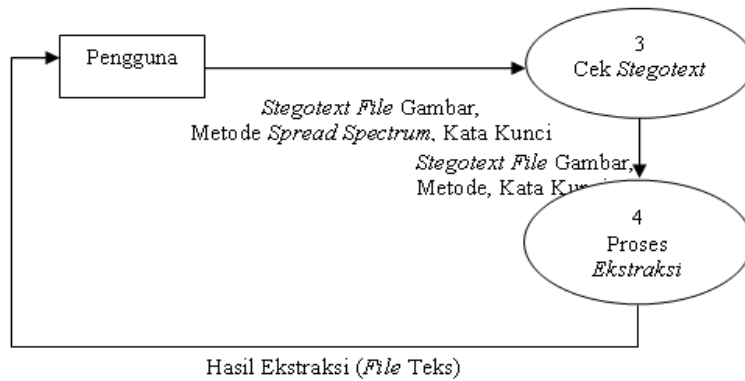 Pengguna
3
Cek Stegotext
Stegotext File Gambar,
Metode Spread Spectrum, Kata Kunci
Stegotext File Gambar,
Metode, Kata Kunci
4
Proses
Ekstraksi
Hasil Ekstraksi (File Teks)